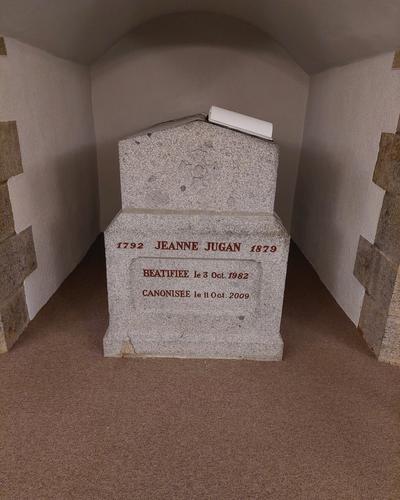 1792 JEANNE JUGAN 1879
BEATIFIEE le 3 Oct. 1982
CANONISEE le 11 Oct. 2009